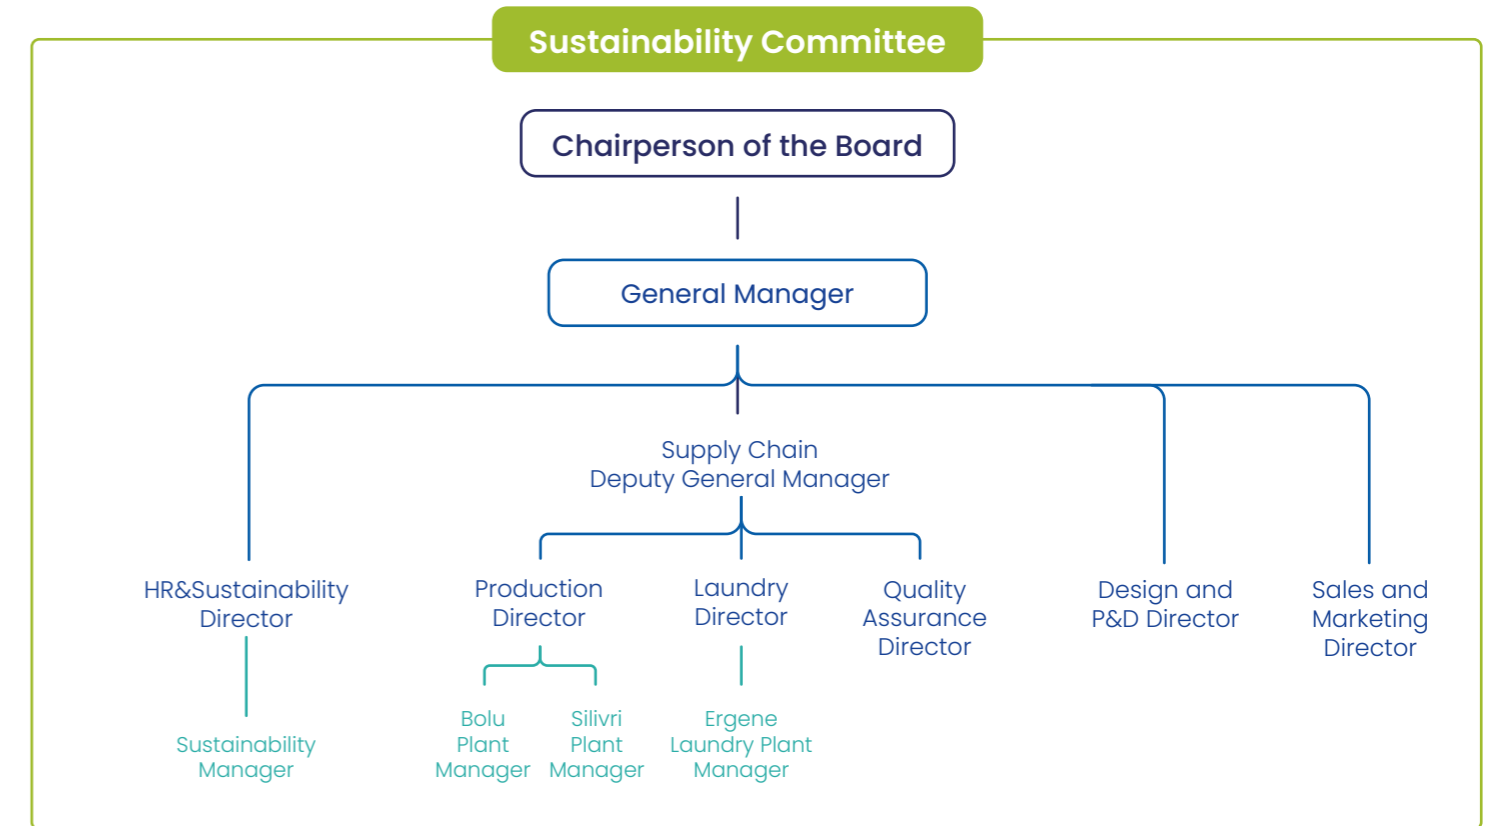 Sustainability Committee
Chairperson of the Board
General Manager
Supply Chain
Deputy General Manager
HR&Sustainability
Director
Production
Director
Laundry
Director
Quality
Assurance
Director
Design and
P&D Director
Sales and
Marketing
Director
Sustainability
Manager
Bolu
Plant
Manager
Silivri
Plant
Manager
Ergene
Laundry Plant
Manager